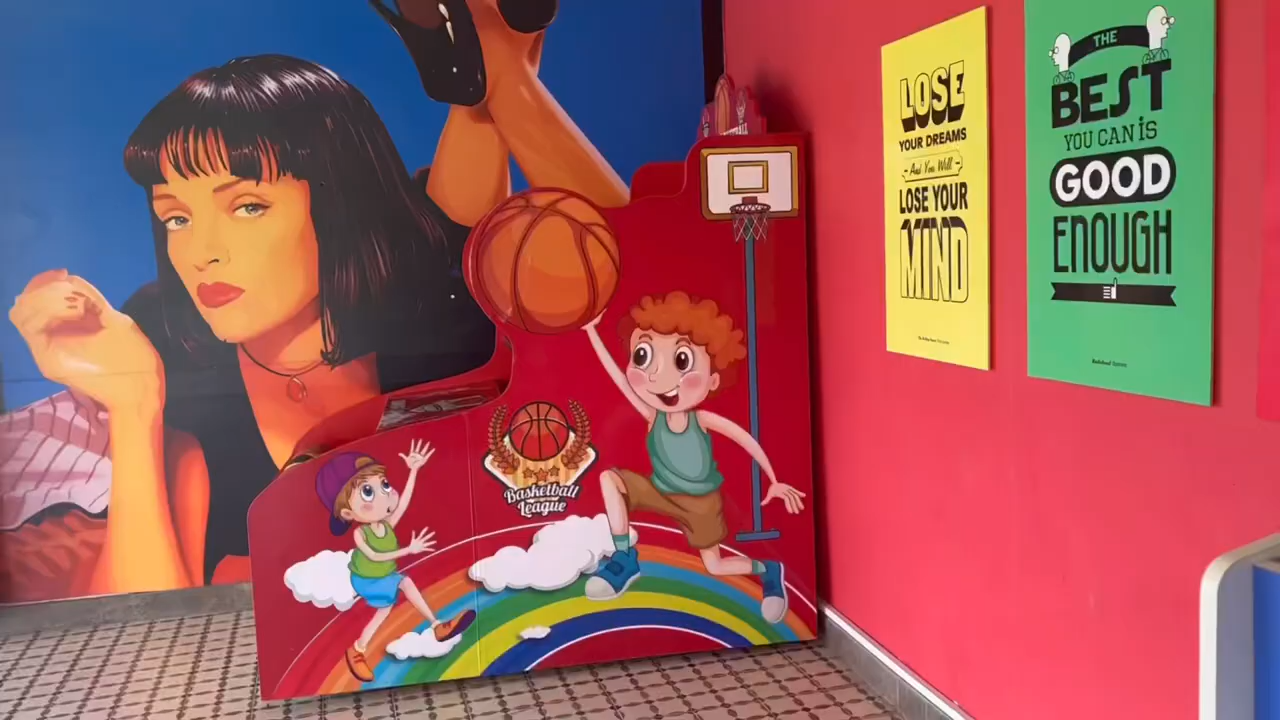 Basketball
League
LOSE
YOUR DREAMS
And You Will
LOSE YOUR
MIND
THE
BEST
YOU CAN iS
GOOD
ENOUGH